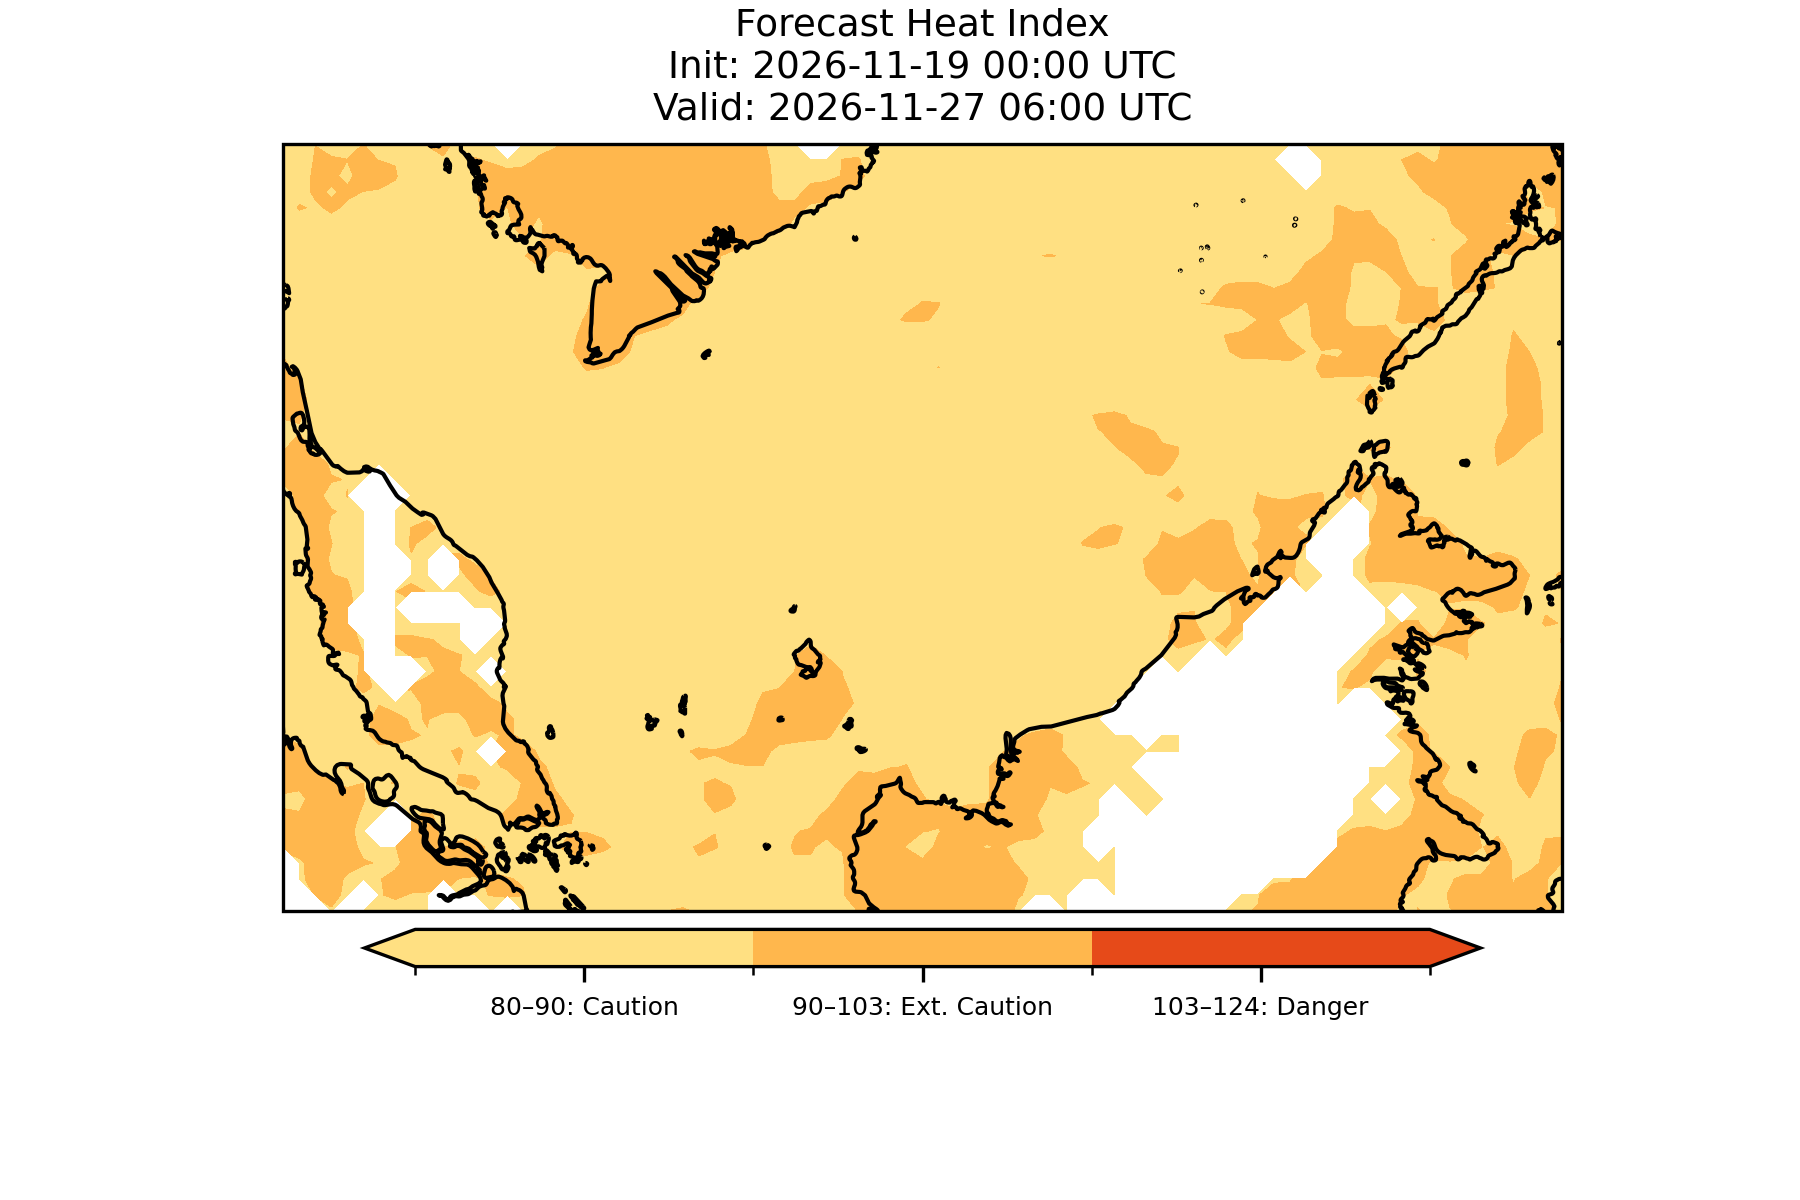 Forecast Heat Index
Init: 2026-11-19 00:00 UTC
Valid: 2026-11-27 06:00 UTC
80–90: Caution
90–103: Ext. Caution
103–124: Danger